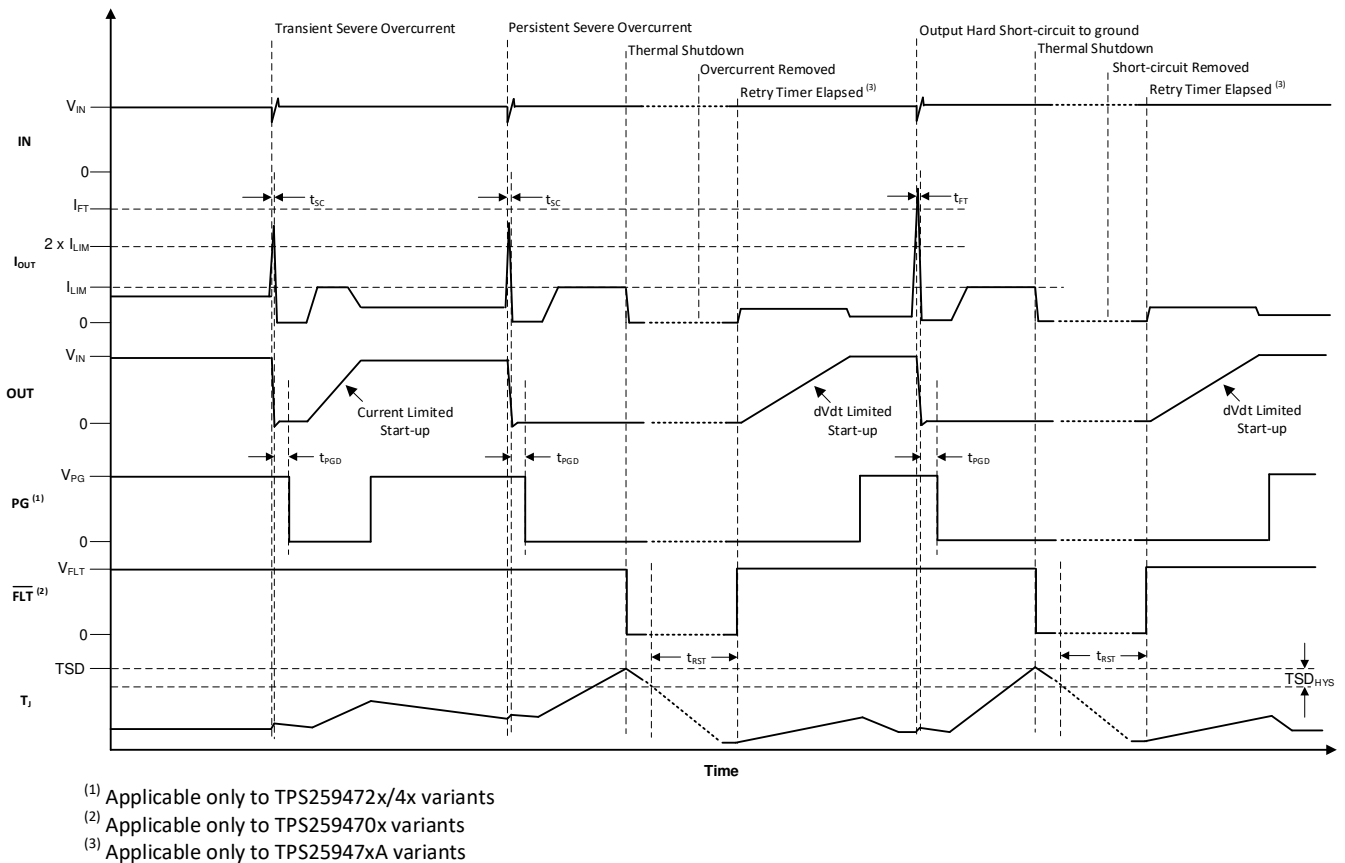 Transient Severe Overcurrent
Persistent Severe Overcurrent
Thermal Shutdown
Overcurrent Removed
Retry Timer Elapsed (3)
Output Hard Short-circuit to ground
Thermal Shutdown
Short-circuit Removed
Retry Timer Elapsed (3)
VIN
IN
0
tSC
tSC
tFT
IFT
2 x ILIM
IOUT
ILIM
0
VIN
OUT
0
Current Limited
Start-up
dVdt Limited
Start-up
dVdt Limited
Start-up
tPGD
tPGD
tPGD
VPG
PG (1)
0
VFLT
FLT (2)
0
tRST
tRST
TSD
TSDHYS
TJ
Time
(1) Applicable only to TPS259472x/4x variants
(2) Applicable only to TPS259470x variants
(3) Applicable only to TPS25947xA variants